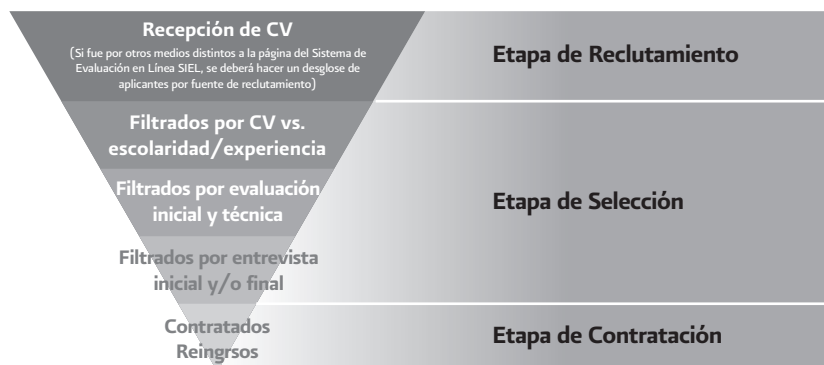 Recepción de CV
(Si fue por otros medios distintos a la página del Sistema de
Evaluación en Línea SIEL, se deberá hacer un desglose de
aplicantes por fuente de reclutamiento)
Etapa de Reclutamiento
Filtrados por CV vs.
escolaridad/experiencia
Filtrados por evaluación
inicial y técnica
Filtrados por entrevista
inicial y/o final
Etapa de Selección
Contratados
Reingrsos
Etapa de Contratación